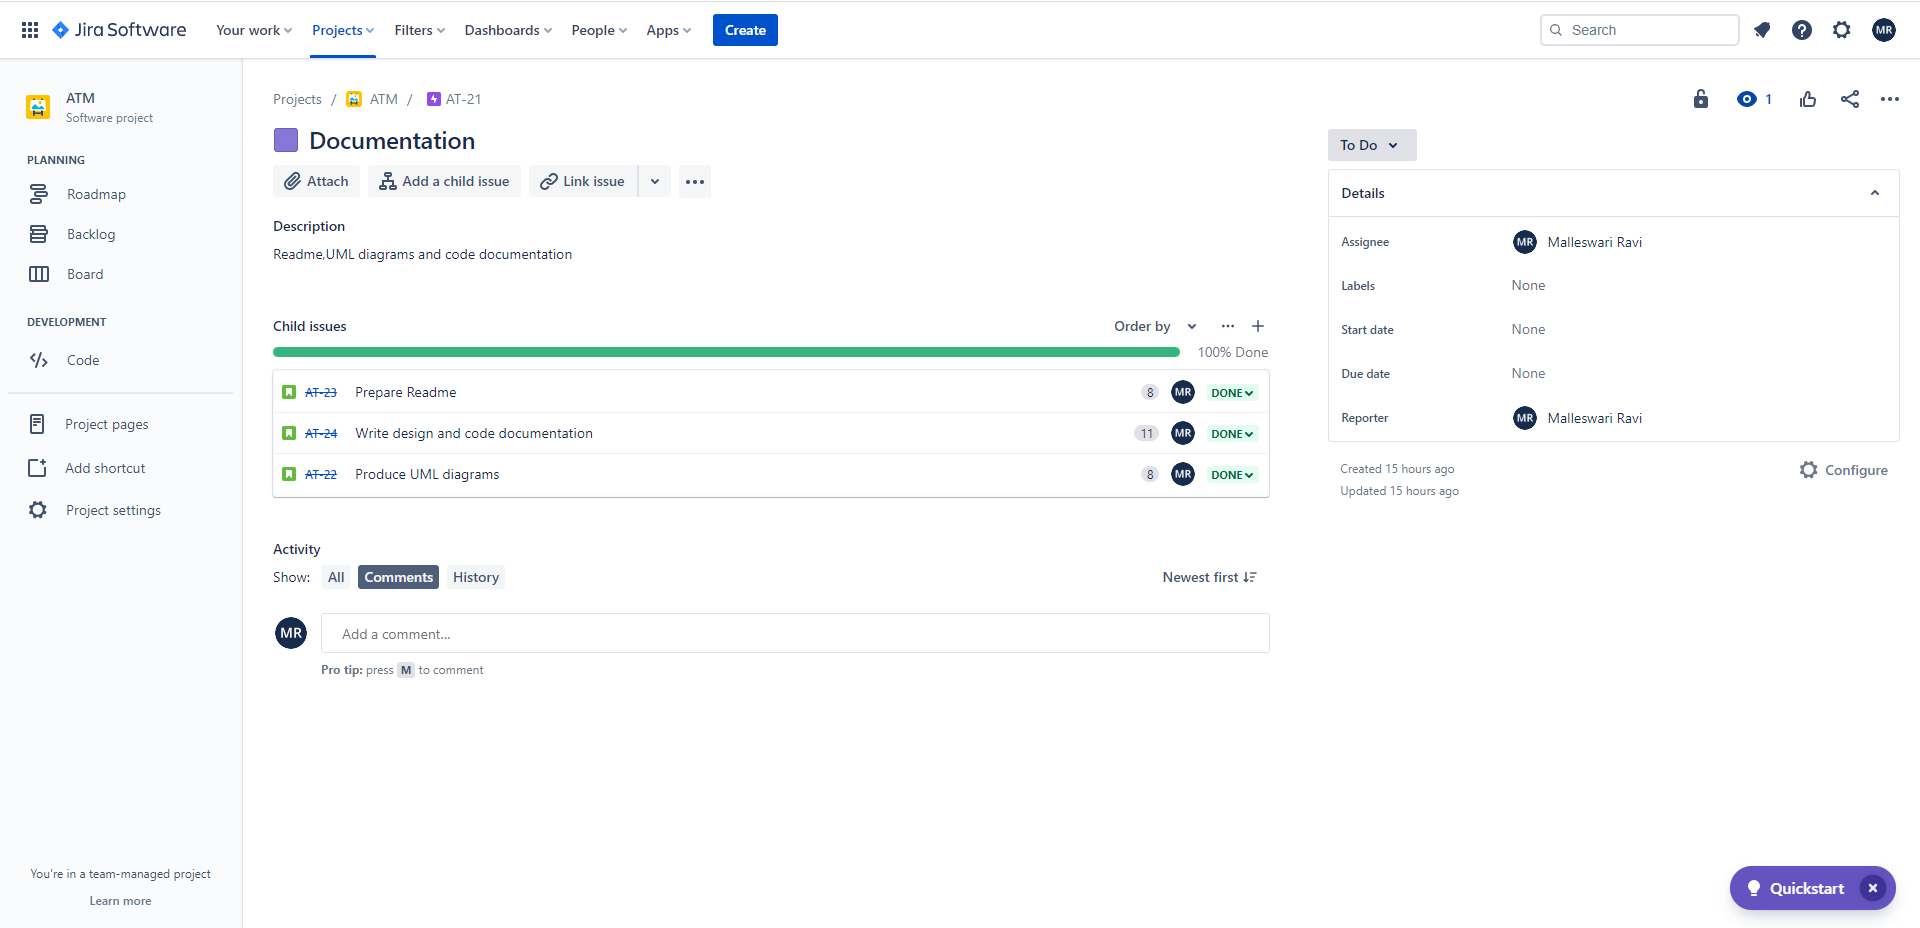 Jira Software
Your work
Projects
Filters
Dashboards
People
Apps
Create
Search
MR
ATM
Software project
PLANNING
Roadmap
Backlog
Board
DEVELOPMENT
Code
Project pages
Add shortcut
Project settings
You're in a team-managed project
Learn more
Projects / ATM / AT-21
1
Documentation
Attach
Add a child issue
Link issue
Description
Readme,UML diagrams and code documentation
Child issues
Order by
100% Done
AT-23 Prepare Readme 8 MR DONE
AT-24 Write design and code documentation 11 MR DONE
AT-22 Produce UML diagrams 8 MR DONE
Activity
Show: All Comments History
Newest first
MR
Add a comment...
Pro tip: press M to comment
To Do
Details
Assignee MR Malleswari Ravi
Labels None
Start date None
Due date None
Reporter MR Malleswari Ravi
Created 15 hours ago
Updated 15 hours ago
Configure
Quickstart